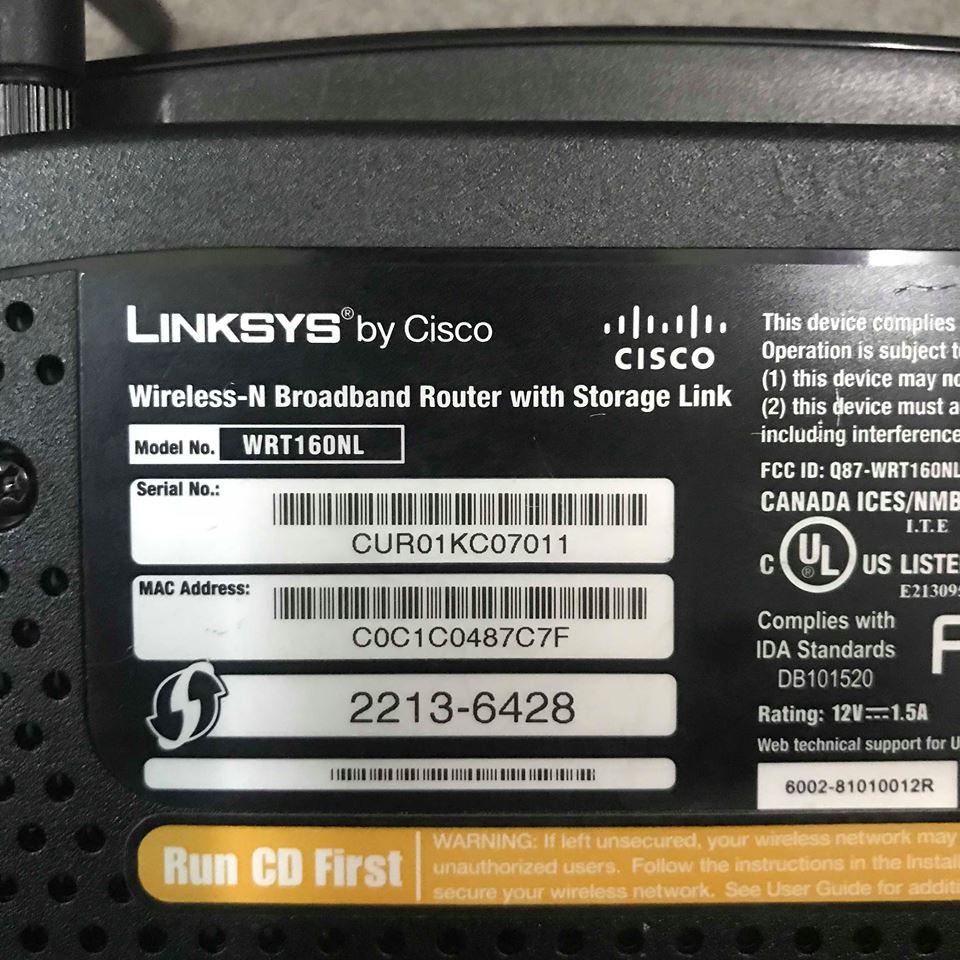 LINKSYS® by Cisco
CISCO
Wireless-N Broadband Router with Storage Link
Model No. WRT160NL
Serial No.:
CUR01KC07011
MAC Address:
C0C1C0487C7F
2213-6428
This device complies
Operation is subject to
(1) this device may no
(2) this device must a
including interference
FCC ID: Q87-WRT160NL
CANADA ICES/NMB
I.T.E
C UL® US LISTE
E213095
Complies with
IDA Standards
DB101520
Rating: 12V⎓1.5A
Web technical support for U
6002-81010012R
Run CD First
WARNING: If left unsecured, your wireless network may
unauthorized users. Follow the instructions in the Instal
secure your wireless network. See User Guide for additi